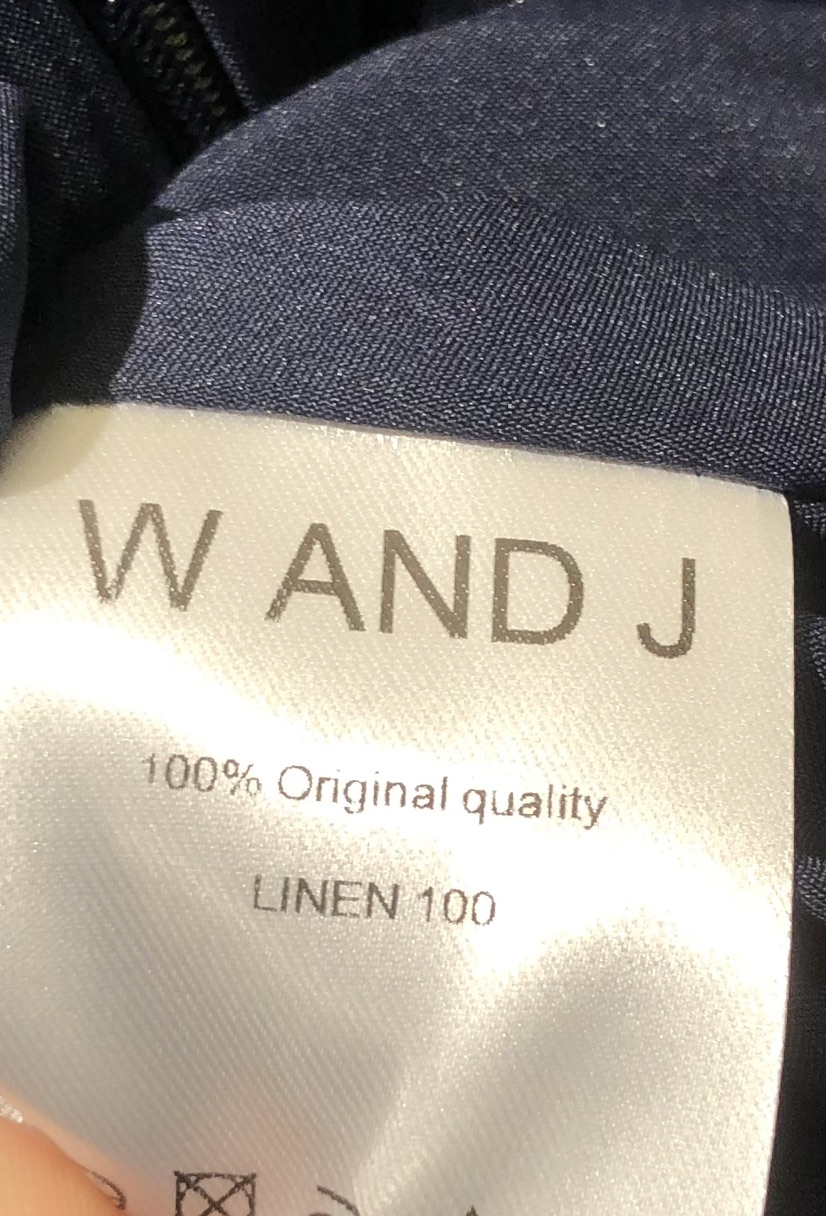 W AND J
100% Original quality
LINEN 100